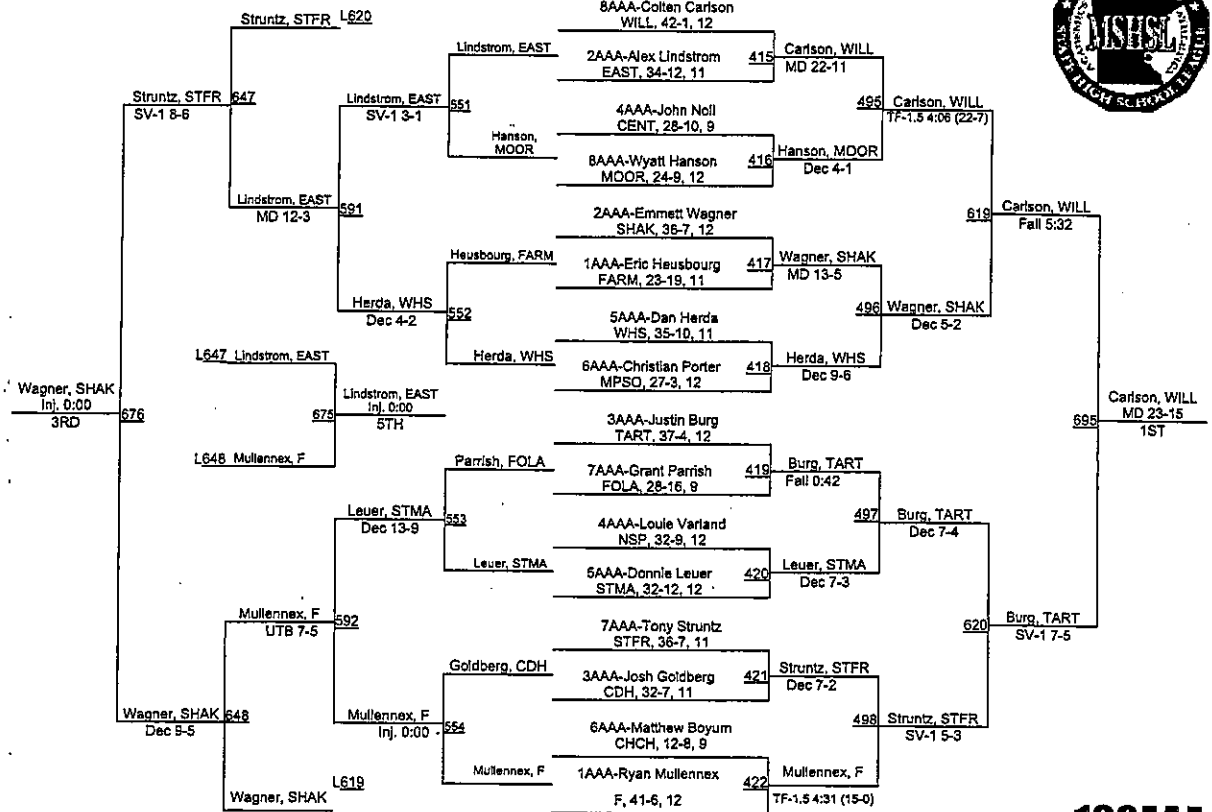 8AAA-Colten Carlson
WILL, 42-1, 12
2AAA-Alex Lindstrom
EAST, 34-12, 11
4AAA-John Noll
CENT, 28-10, 9
8AAA-Wyatt Hanson
MOOR, 24-9, 12
2AAA-Emmett Wagner
SHAK, 36-7, 12
1AAA-Eric Heusbourg
FARM, 23-19, 11
5AAA-Dan Herda
WHS, 35-10, 11
6AAA-Christian Porter
MPSO, 27-3, 12
3AAA-Justin Burg
TART, 37-4, 12
7AAA-Grant Parrish
FOLA, 28-16, 9
4AAA-Louie Varland
NSP, 32-9, 12
5AAA-Donnie Leuer
STMA, 32-12, 12
7AAA-Tony Struntz
STFR, 36-7, 11
3AAA-Josh Goldberg
CDH, 32-7, 11
6AAA-Matthew Boyum
CHCH, 12-8, 9
1AAA-Ryan Mullennex
F, 41-6, 12
415
Carlson, WILL
MD 22-11
416
Hanson, MOOR
Dec 4-1
417
Wagner, SHAK
MD 13-5
418
Herda, WHS
Dec 9-6
419
Burg, TART
Fall 0:42
420
Leuer, STMA
Dec 7-3
421
Struntz, STFR
Dec 7-2
422
Mullennex, F
TF-1.5 4:31 (15-0)
495
Carlson, WILL
TF-1.5 4:06 (22-7)
496
Wagner, SHAK
Dec 5-2
497
Burg, TART
Dec 7-4
498
Struntz, STFR
SV-1 5-3
619
Carlson, WILL
Fall 5:32
620
Burg, TART
SV-1 7-5
695
Carlson, WILL
MD 23-15
1ST
Lindstrom, EAST
Hanson,
MOOR
551
Lindstrom, EAST
SV-1 3-1
Heusbourg, FARM
Herda, WHS
552
Herda, WHS
Dec 4-2
Parrish, FOLA
Leuer, STMA
553
Leuer, STMA
Dec 13-9
Goldberg, CDH
Mullennex, F
554
Mullennex, F
Inj. 0:00
591
Lindstrom, EAST
MD 12-3
592
Mullennex, F
UTB 7-5
Struntz, STFR L620
647
Struntz, STFR
SV-1 8-6
Wagner, SHAK L619
648
Wagner, SHAK
Dec 9-5
L647 Lindstrom, EAST
L648 Mullennex, F
675
Lindstrom, EAST
Inj. 0:00
5TH
676
Wagner, SHAK
Inj. 0:00
3RD
MSHSL
STATE HIGH SCHOOL LEAGUE